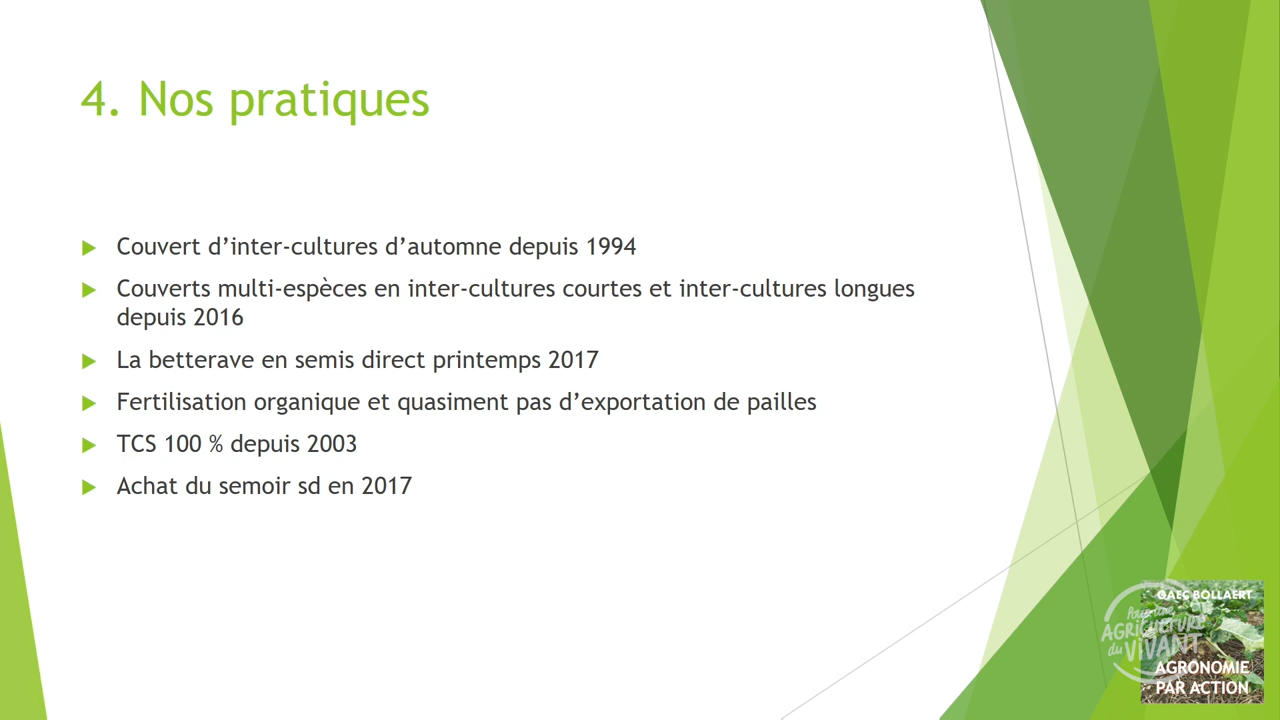 4. Nos pratiques
Couvert d’inter-cultures d’automne depuis 1994
Couverts multi-espèces en inter-cultures courtes et inter-cultures longues
depuis 2016
La betterave en semis direct printemps 2017
Fertilisation organique et quasiment pas d’exportation de pailles
TCS 100 % depuis 2003
Achat du semoir sd en 2017
GAEC BOLLAERT
Pour une
AGRICULTURE
du VIVANT
AGRONOMIE
PAR ACTION